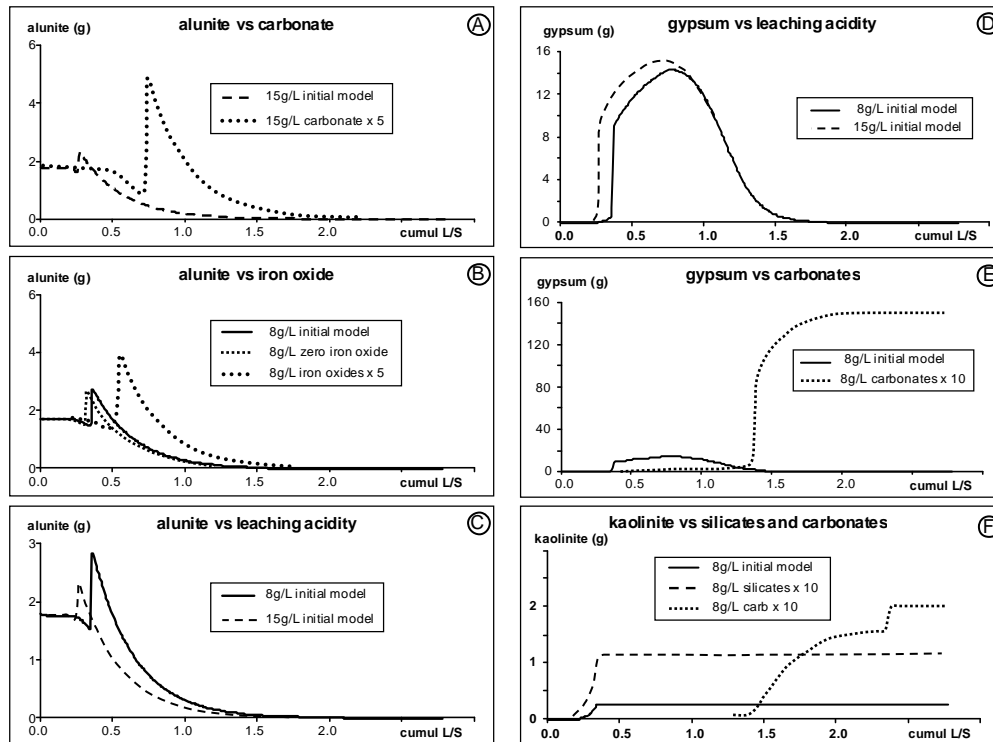 alunite vs carbonate
A
alunite (g)
6
4
2
0
15g/L initial model
15g/L carbonate x 5
0.0 0.5 1.0 1.5 2.0
cumul L/S
alunite vs iron oxide
B
alunite (g)
6
4
2
0
8g/L initial model
8g/L zero iron oxide
8g/L iron oxides x 5
0.0 0.5 1.0 1.5 2.0
cumul L/S
alunite vs leaching acidity
C
alunite (g)
3
2
1
0
8g/L initial model
15g/L initial model
0.0 0.5 1.0 1.5 2.0
cumul L/S
gypsum vs leaching acidity
D
gypsum (g)
16
12
8
4
0
8g/L initial model
15g/L initial model
0.0 0.5 1.0 1.5 2.0
cumul L/S
gypsum vs carbonates
E
gypsum (g)
160
120
80
40
0
8g/L initial model
8g/L carbonates x 10
0.0 0.5 1.0 1.5 2.0
cumul L/S
kaolinite vs silicates and carbonates
F
kaolinite (g)
2
1
0
8g/L initial model
8g/L silicates x 10
8g/L carb x 10
0.0 0.5 1.0 1.5 2.0
cumul L/S